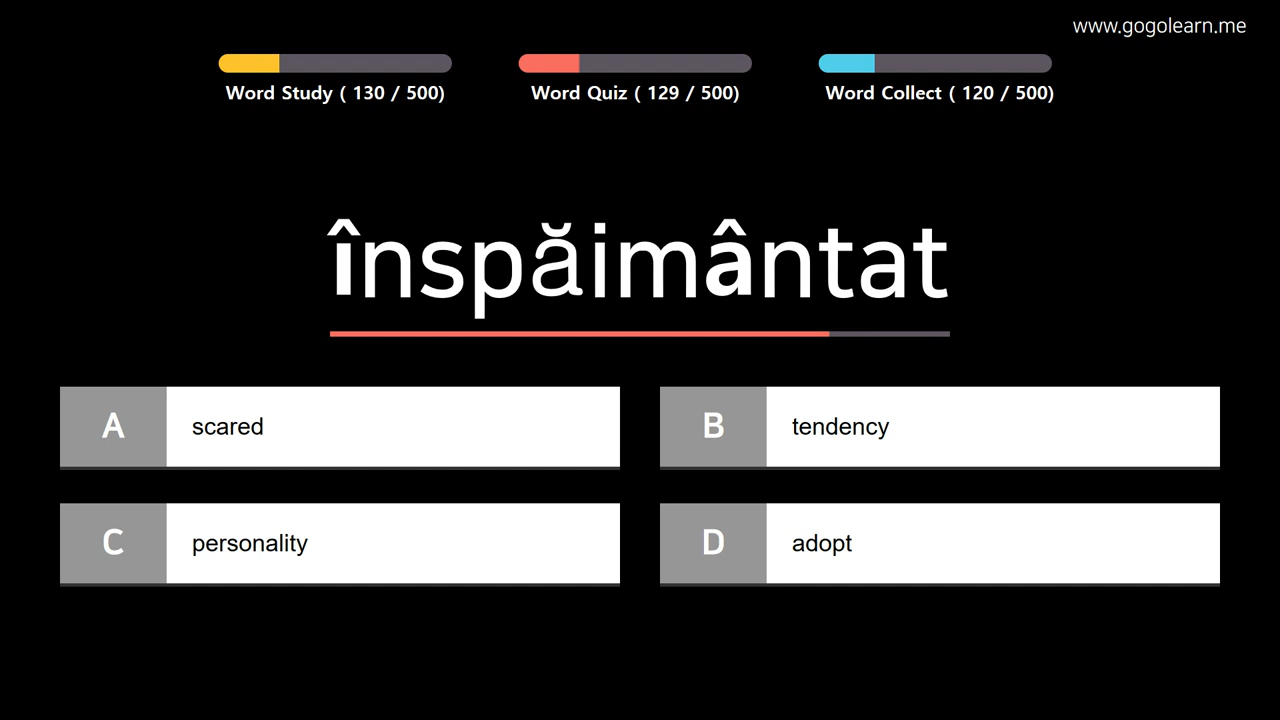 www.gogolearn.me
Word Study ( 130 / 500)
Word Quiz ( 129 / 500)
Word Collect ( 120 / 500)
înspăimântat
A scared
B tendency
C personality
D adopt